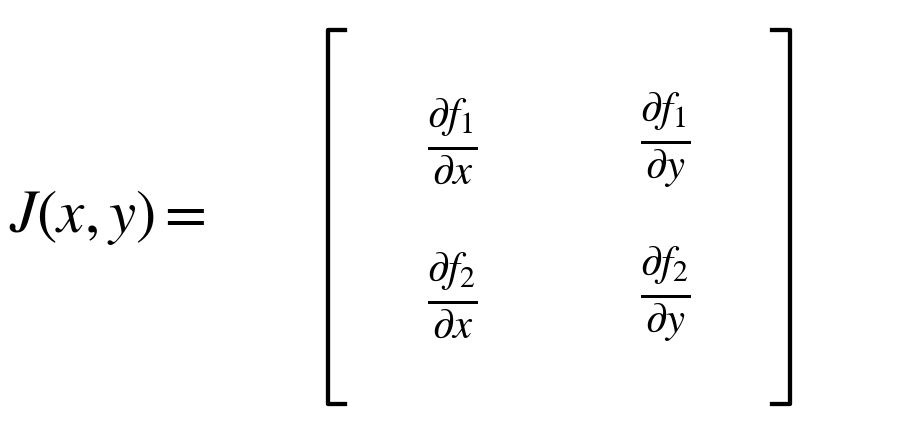 J(x, y) = [ ∂f₁/∂x ∂f₁/∂y
∂f₂/∂x ∂f₂/∂y ]